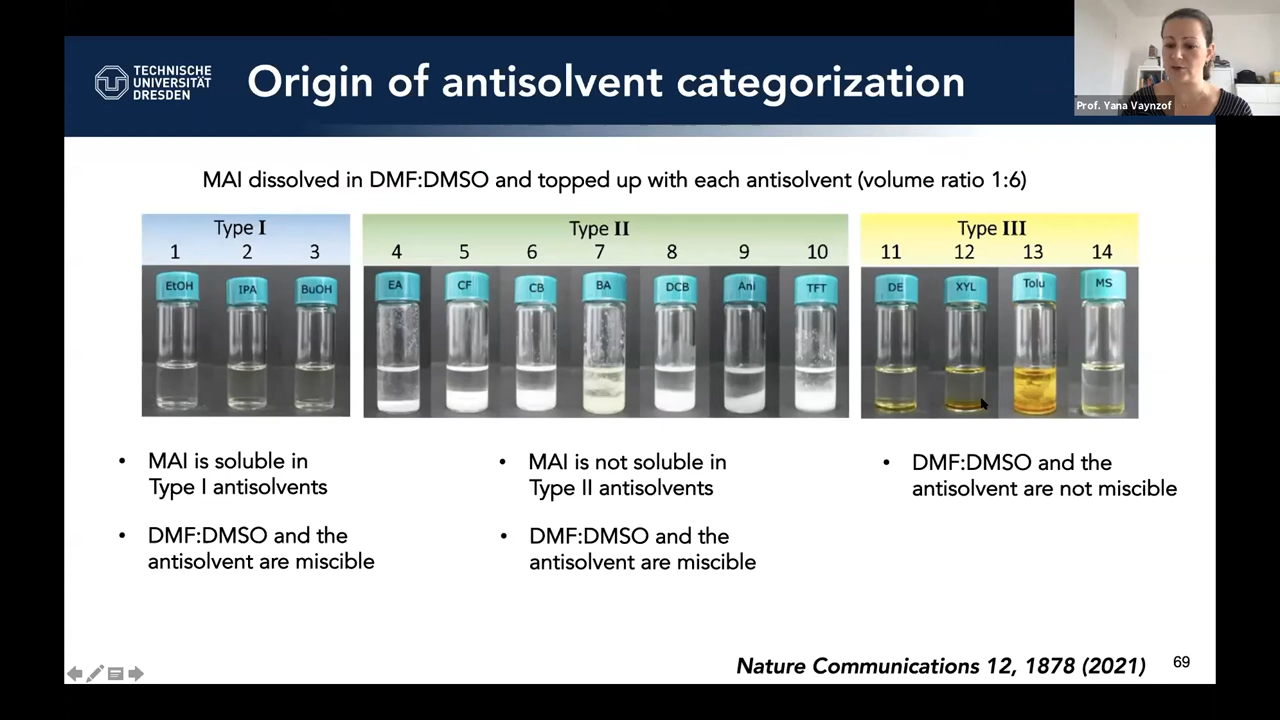 TECHNISCHE
UNIVERSITÄT
DRESDEN
Origin of antisolvent categorization
Prof. Yana Vaynzof
MAI dissolved in DMF:DMSO and topped up with each antisolvent (volume ratio 1:6)
Type I
1 2 3
EtOH IPA BuOH
Type II
4 5 6 7 8 9 10
EA CF CB BA DCB Ani TFT
Type III
11 12 13 14
DE XYL Tolu MS
• MAI is soluble in
Type I antisolvents
• DMF:DMSO and the
antisolvent are miscible
• MAI is not soluble in
Type II antisolvents
• DMF:DMSO and the
antisolvent are miscible
• DMF:DMSO and the
antisolvent are not miscible
Nature Communications 12, 1878 (2021)
69